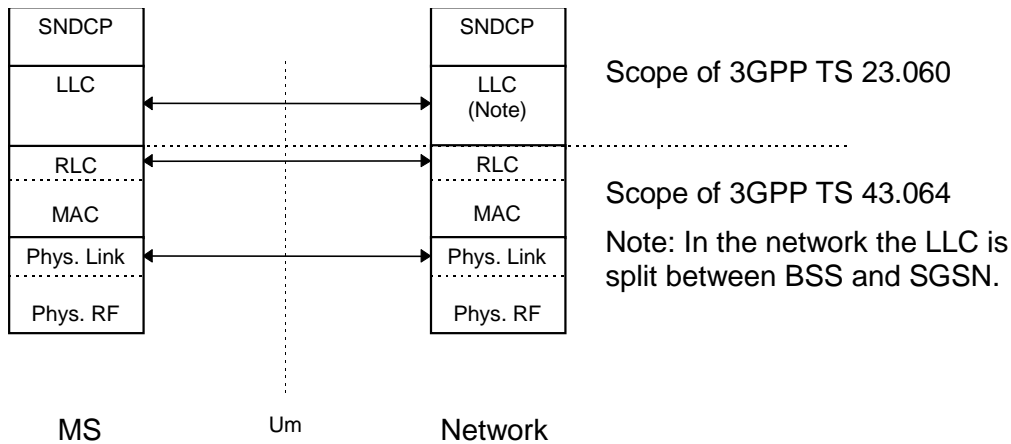 SNDCP
LLC
RLC
MAC
Phys. Link
Phys. RF
MS
Um
SNDCP
LLC
(Note)
RLC
MAC
Phys. Link
Phys. RF
Network
Scope of 3GPP TS 23.060
Scope of 3GPP TS 43.064
Note: In the network the LLC is
split between BSS and SGSN.